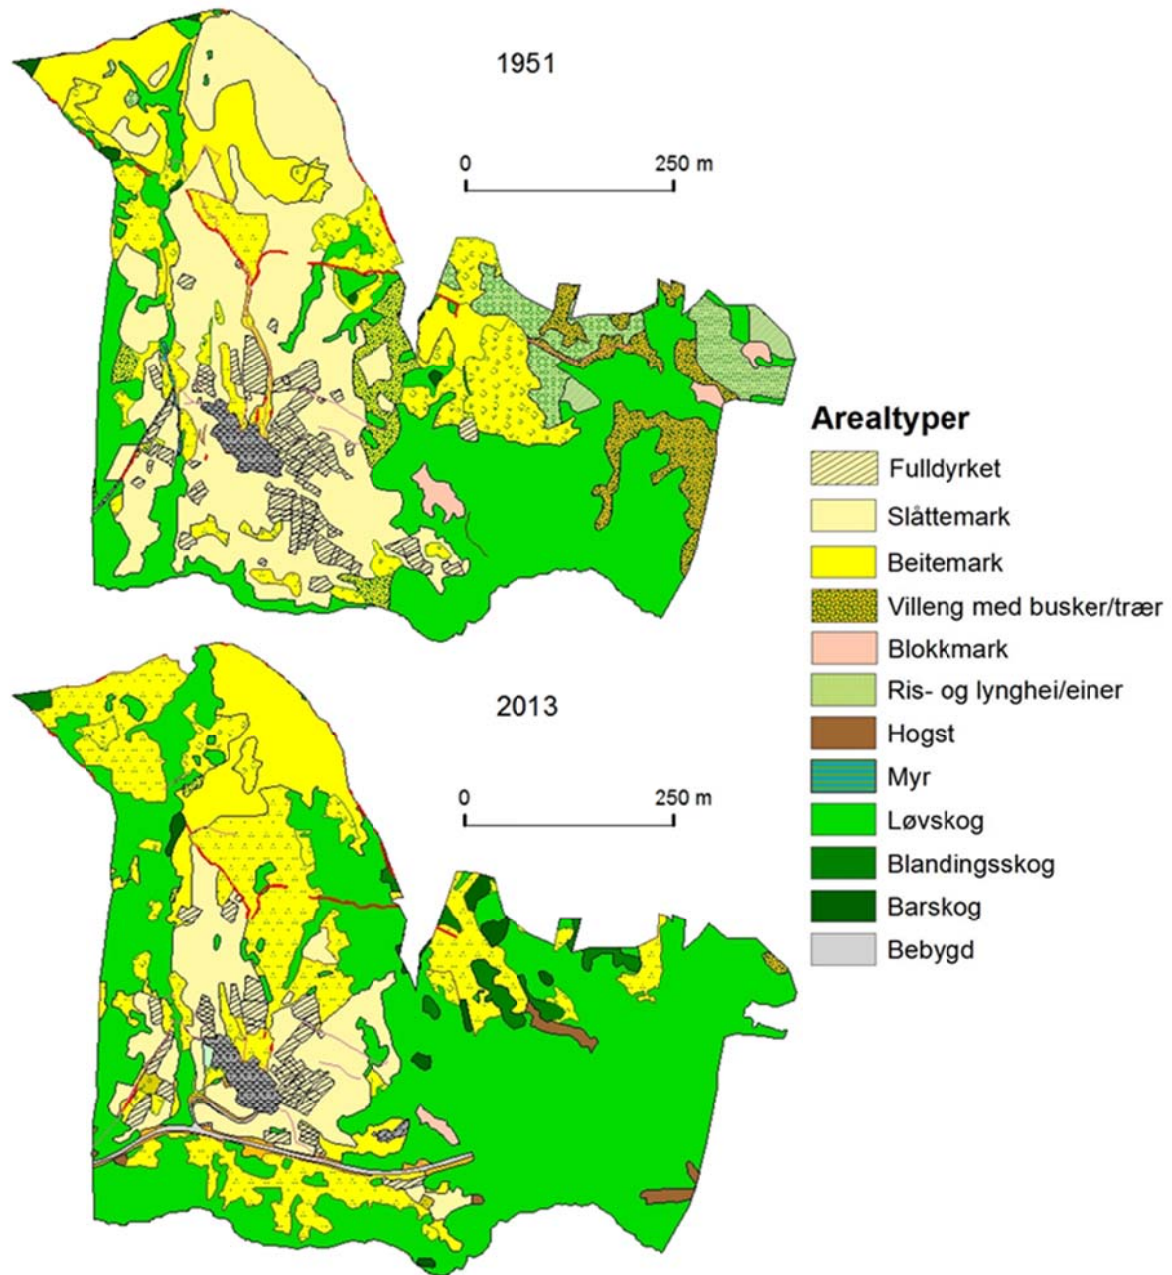 1951
0 250 m
Arealtyper
Fulldyrket
Slåttemark
Beitemark
Villeng med busker/trær
Blokkmark
Ris- og lynghei/einer
Hogst
Myr
Løvskog
Blandingsskog
Barskog
Bebygd
2013
0 250 m